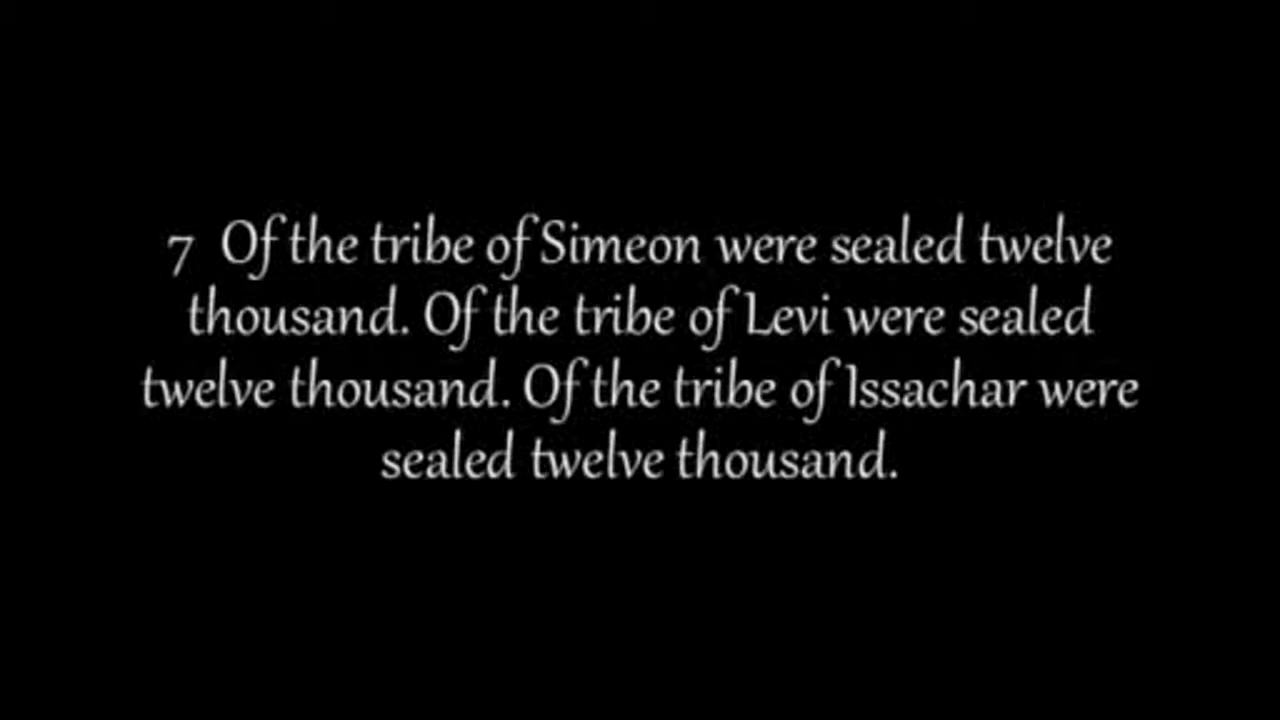 7 Of the tribe of Simeon were sealed twelve
thousand. Of the tribe of Levi were sealed
twelve thousand. Of the tribe of Issachar were
sealed twelve thousand.